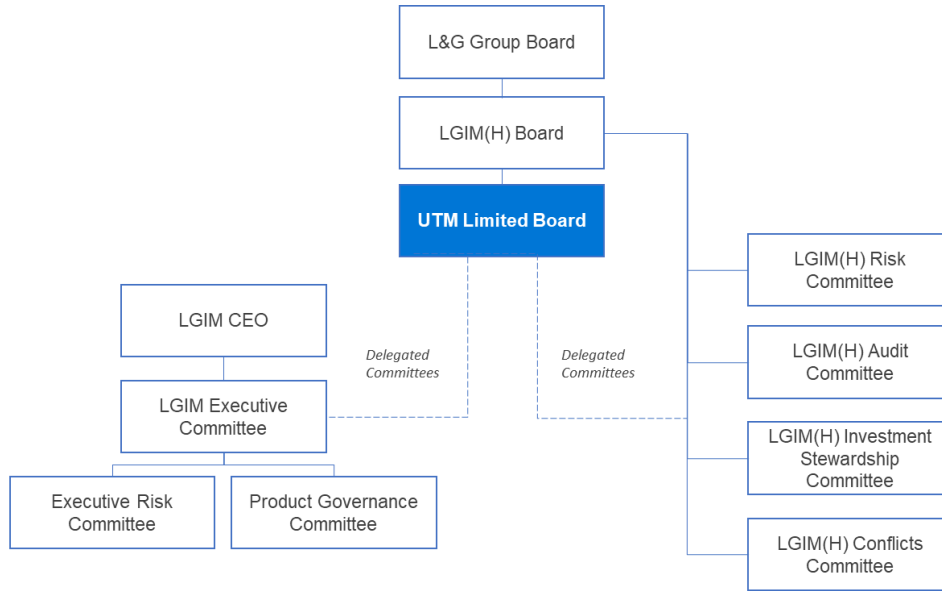 L&G Group Board
LGIM(H) Board
UTM Limited Board
LGIM(H) Risk
Committee
LGIM CEO
LGIM(H) Audit
Committee
Delegated
Committees
Delegated
Committees
LGIM Executive
Committee
LGIM(H) Investment
Stewardship
Committee
Executive Risk
Committee
Product Governance
Committee
LGIM(H) Conflicts
Committee